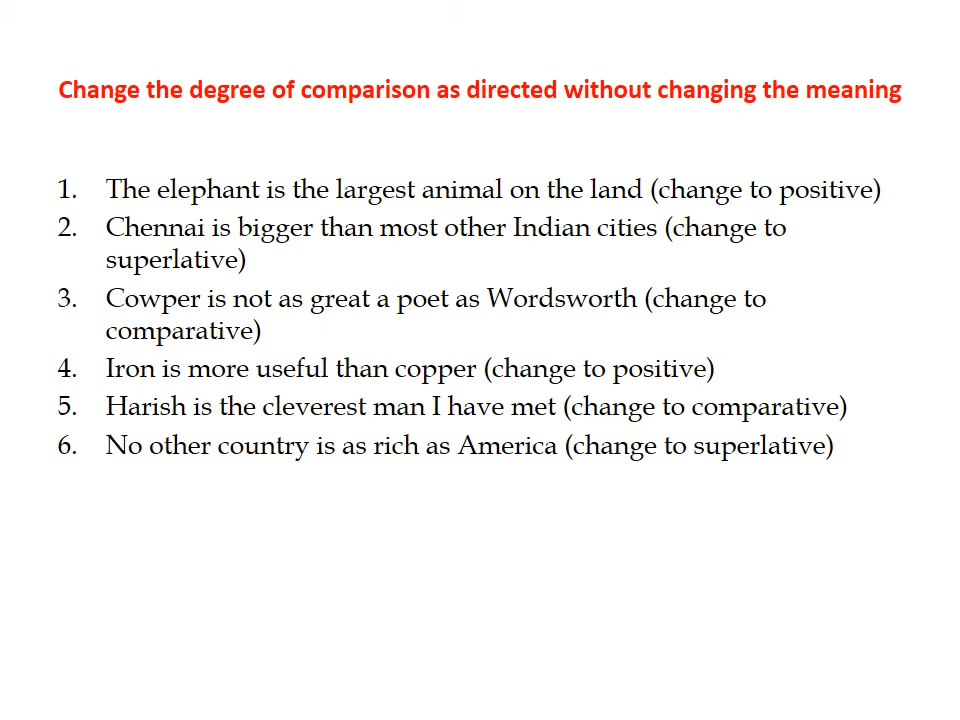 Change the degree of comparison as directed without changing the meaning
1. The elephant is the largest animal on the land (change to positive)
2. Chennai is bigger than most other Indian cities (change to
superlative)
3. Cowper is not as great a poet as Wordsworth (change to
comparative)
4. Iron is more useful than copper (change to positive)
5. Harish is the cleverest man I have met (change to comparative)
6. No other country is as rich as America (change to superlative)